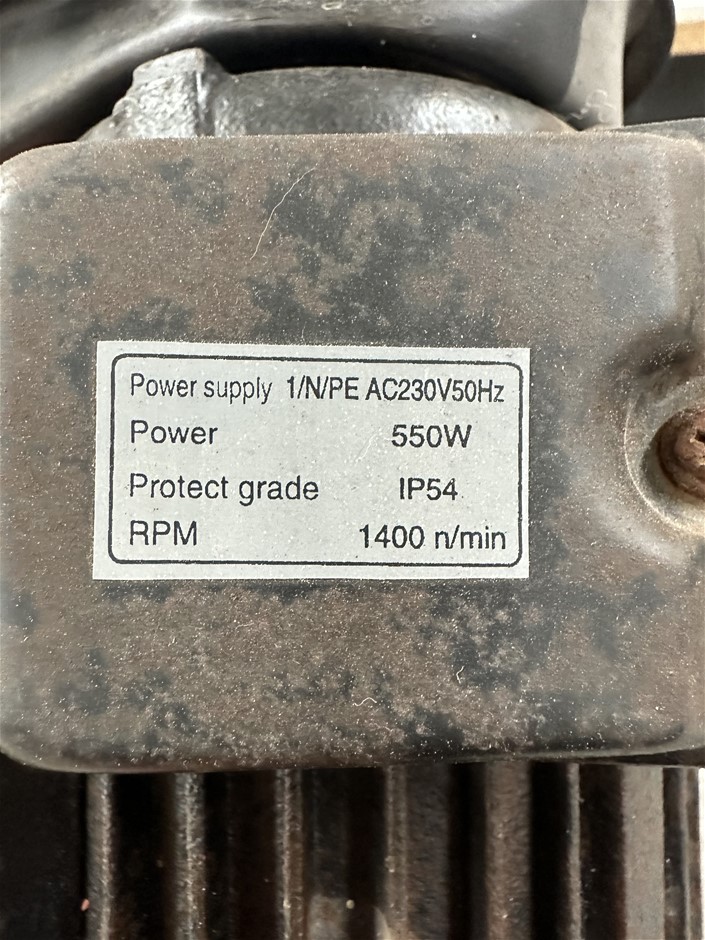 Power supply 1/N/PE AC230V50Hz
Power 550W
Protect grade IP54
RPM 1400 n/min